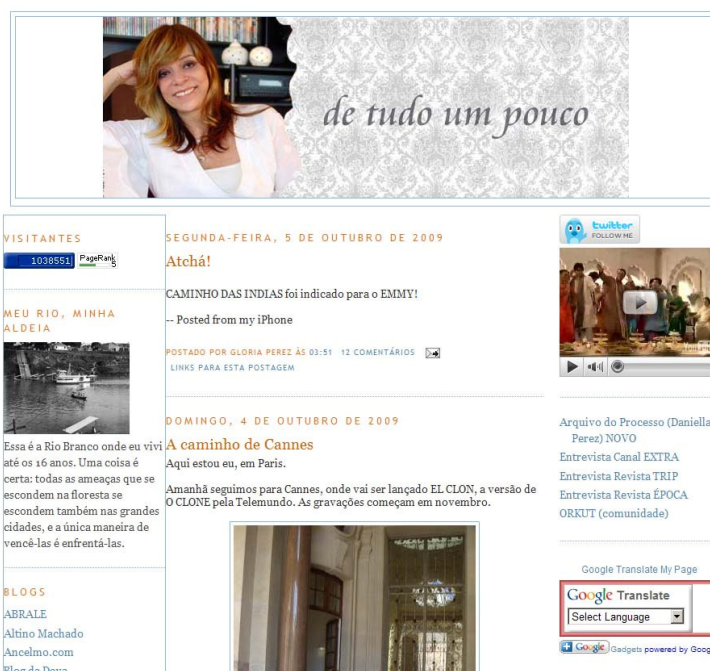 de tudo um pouco
VISITANTES
1038551 PageRank
5
MEU RIO, MINHA
ALDEIA
Essa é a Rio Branco onde eu vivi
até os 16 anos. Uma coisa é
certa: todas as ameaças que se
escondem na floresta se
escondem também nas grandes
cidades, e a única maneira de
vencê-las é enfrentá-las.
BLOGS
ABRALE
Altino Machado
Ancelmo.com
Blog da Deya
SEGUNDA-FEIRA, 5 DE OUTUBRO DE 2009
Atchá!
CAMINHO DAS INDIAS foi indicado para o EMMY!
-- Posted from my iPhone
POSTADO POR GLORIA PEREZ ÀS 03:51 12 COMENTÁRIOS
LINKS PARA ESTA POSTAGEM
DOMINGO, 4 DE OUTUBRO DE 2009
A caminho de Cannes
Aqui estou eu, em Paris.
Amanhã seguimos para Cannes, onde vai ser lançado EL CLON, a versão de
O CLONE pela Telemundo. As gravações começam em novembro.
twitter
FOLLOW ME
Arquivo do Processo (Daniella
Perez) NOVO
Entrevista Canal EXTRA
Entrevista Revista TRIP
Entrevista Revista ÉPOCA
ORKUT (comunidade)
Google Translate My Page
Google Translate
Select Language
Google Gadgets powered by Goog